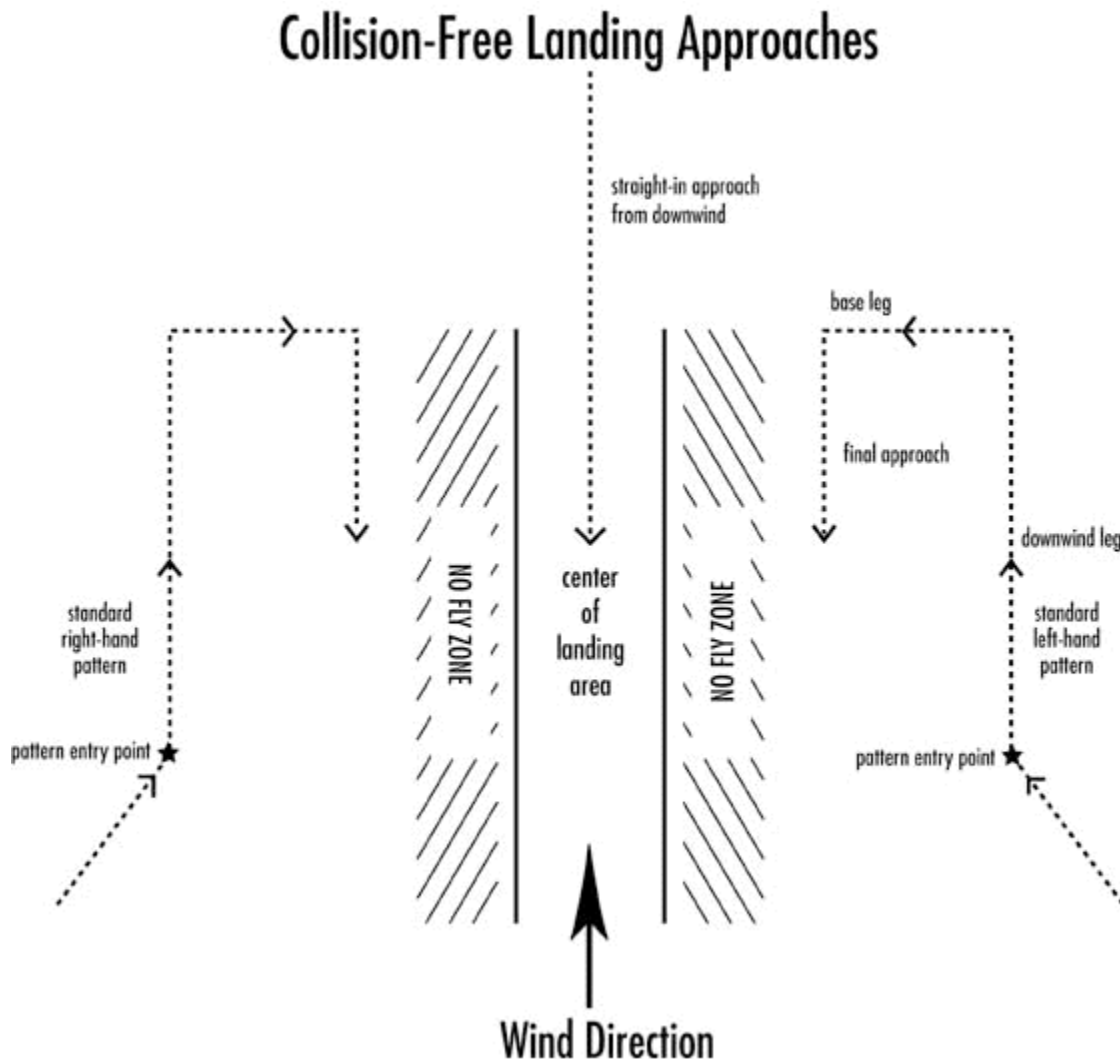 Collision-Free Landing Approaches
straight-in approach
from downwind
base leg
final approach
downwind leg
NO FLY ZONE
center
of
landing
area
NO FLY ZONE
standard
right-hand
pattern
standard
left-hand
pattern
pattern entry point
pattern entry point
Wind Direction